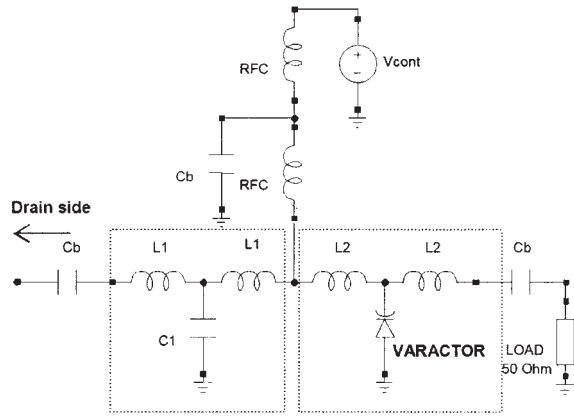 RFC
Vcont
Cb
RFC
Drain side
Cb
L1
L1
L2
L2
Cb
C1
VARACTOR
LOAD
50 Ohm